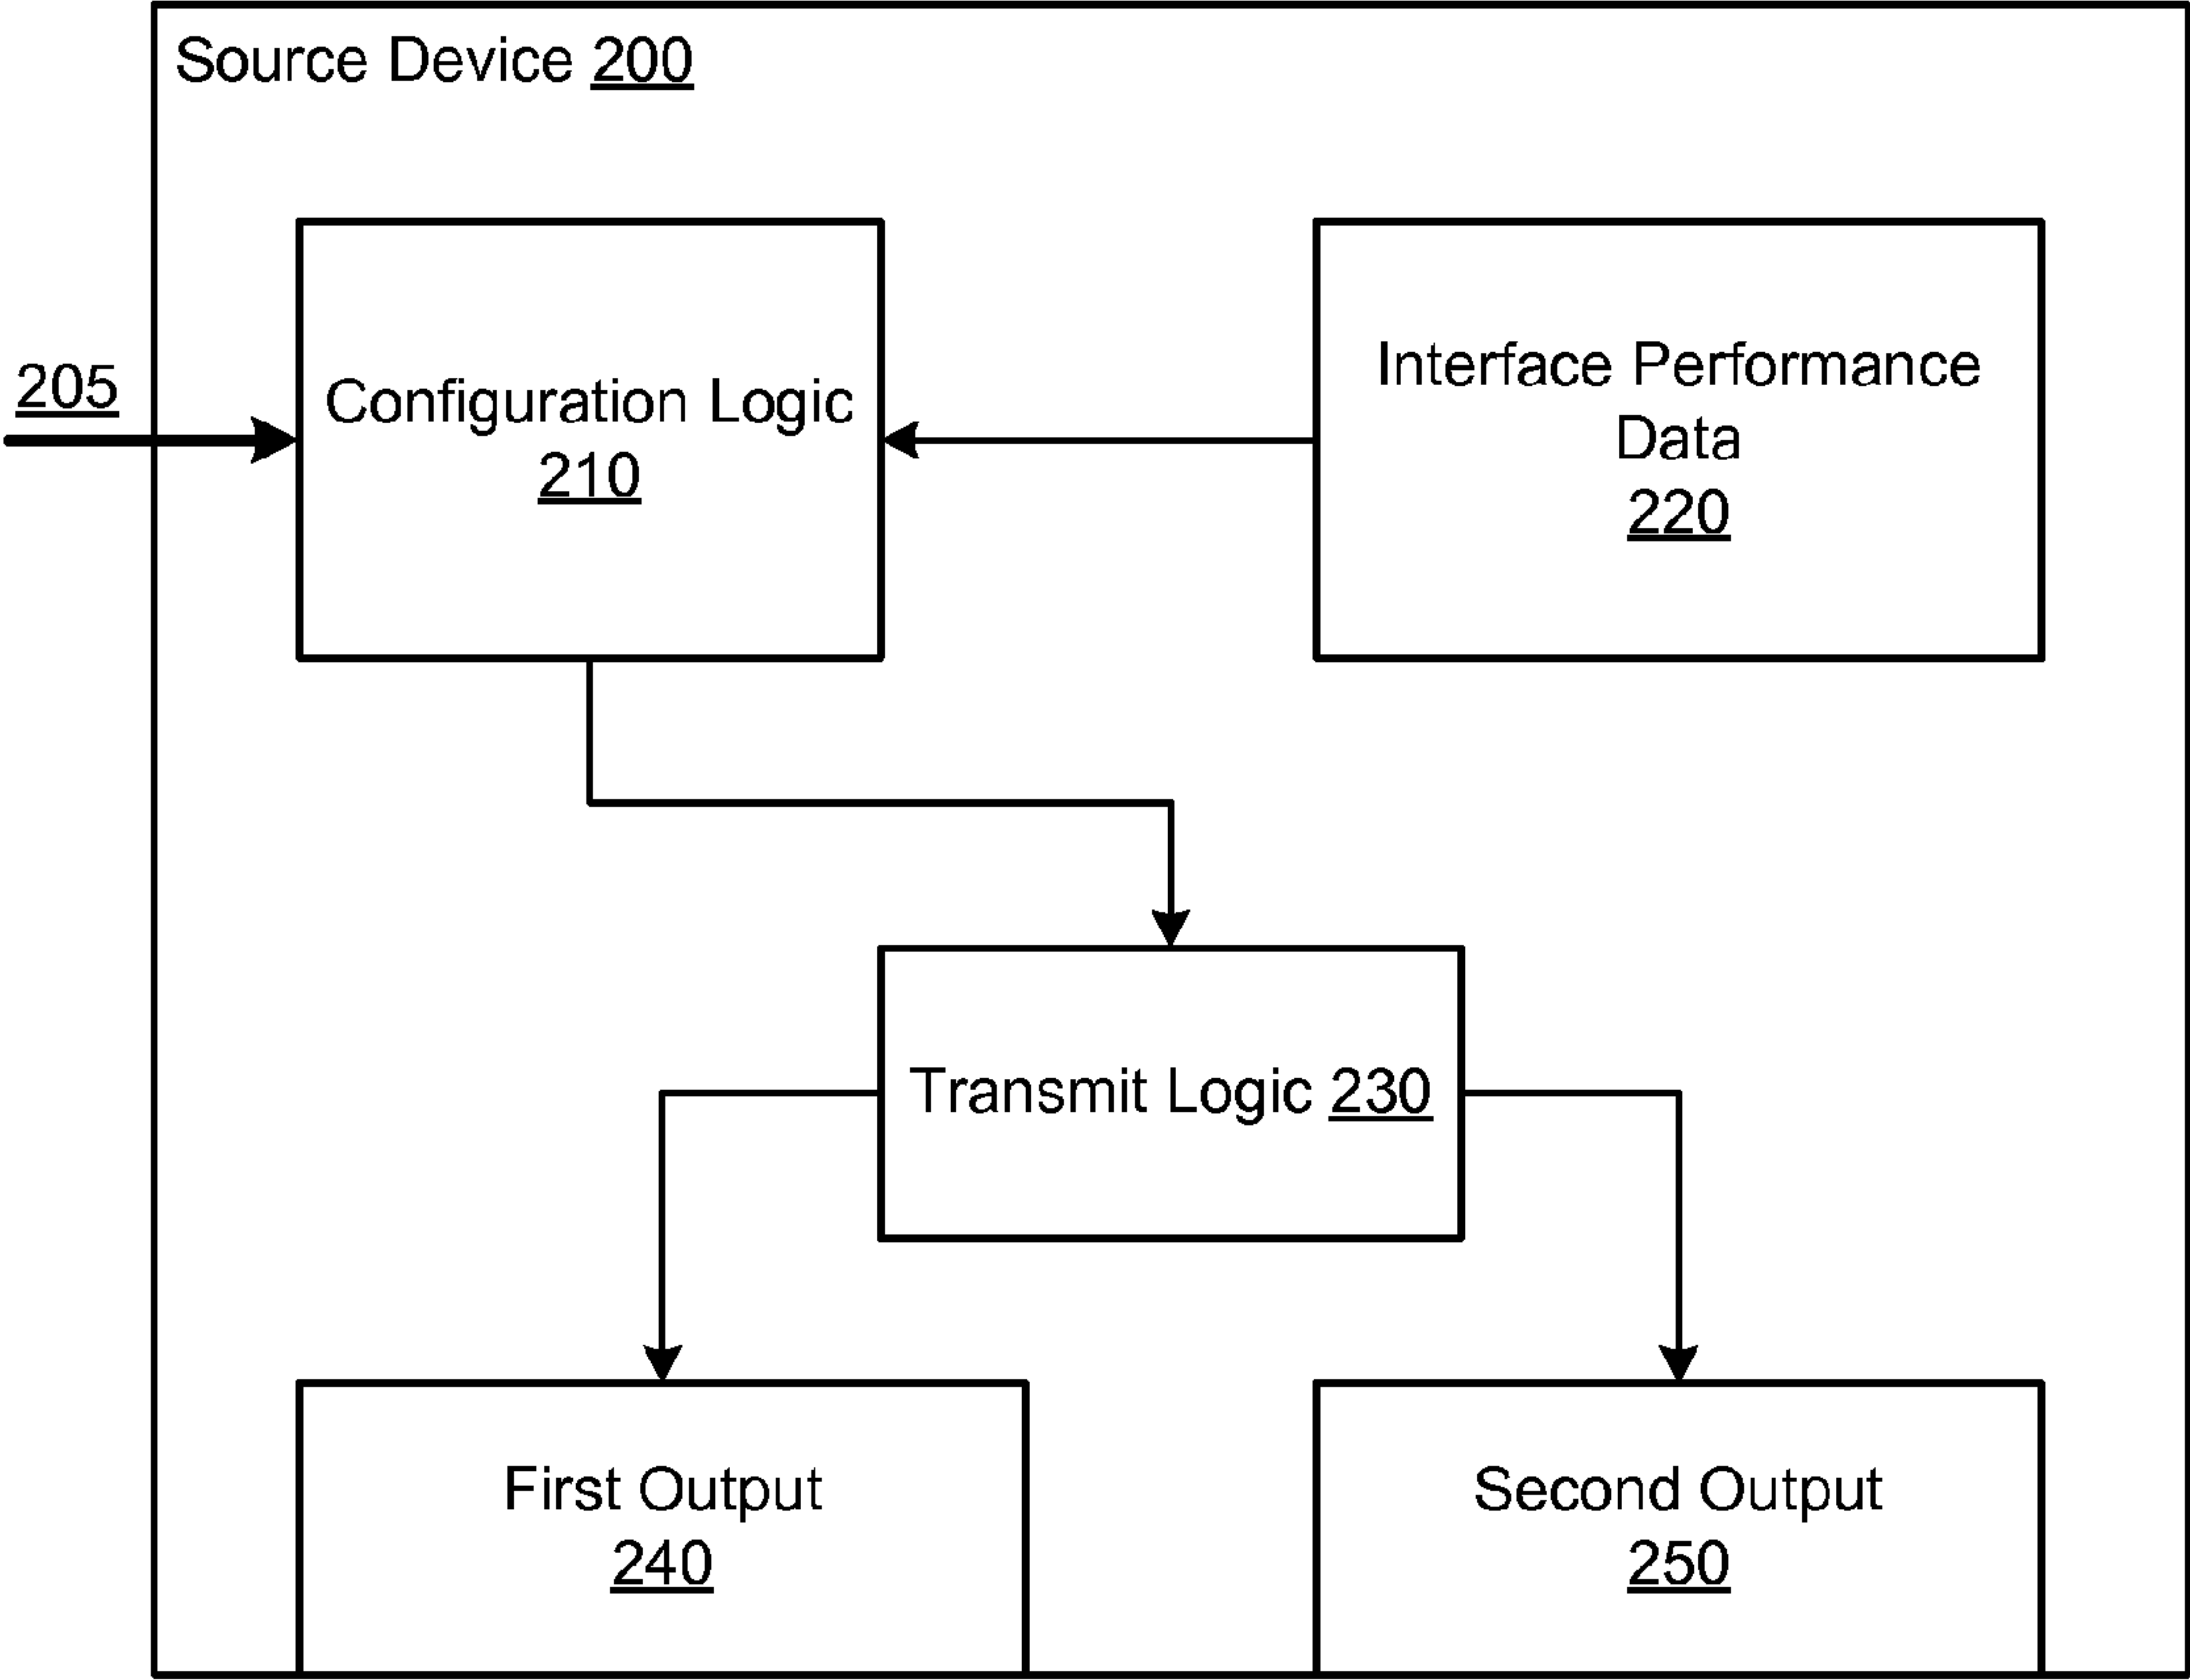 Source Device 200
205
Configuration Logic
210
Interface Performance
Data
220
Transmit Logic 230
First Output
240
Second Output
250